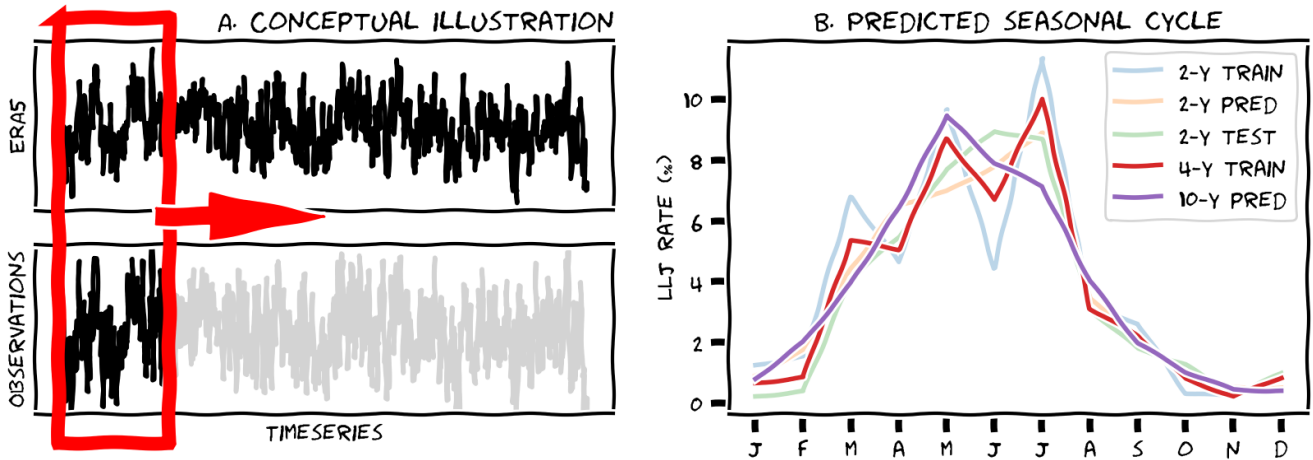 A. CONCEPTUAL ILLUSTRATION
ERA5
OBSERVATIONS
TIMESERIES
B. PREDICTED SEASONAL CYCLE
LLJ RATE (%)
10
8
6
4
2
0
2-Y TRAIN
2-Y PRED
2-Y TEST
4-Y TRAIN
10-Y PRED
J F M A M J J A S O N D